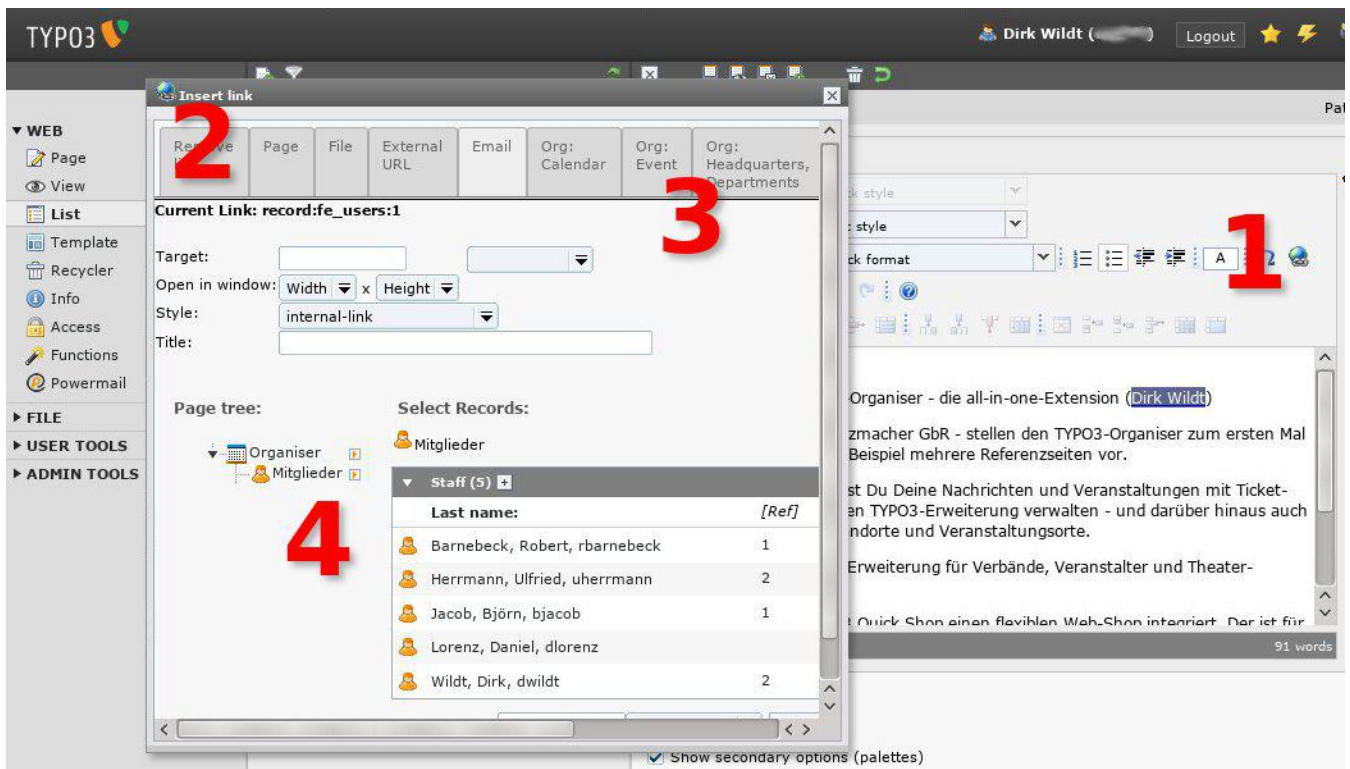 TYPO3
Dirk Wildt ( )
Logout
Insert link
Pat
WEB
Page
View
List
Template
Recycler
Info
Access
Functions
Powermail
FILE
USER TOOLS
ADMIN TOOLS
2
Page
File
External
URL
Email
Org:
Calendar
Org:
Event
Org:
Headquarters,
Departments
3
Current Link: record:fe_users:1
Target:
Open in window: Width x Height
Style: internal-link
Title:
Page tree:
Organiser
Mitglieder
4
Select Records:
Mitglieder
Staff (5)
Last name: [Ref]
Barnebeck, Robert, rbarnebeck 1
Herrmann, Ulfried, uherrmann 2
Jacob, Björn, bjacob 1
Lorenz, Daniel, dlorenz
Wildt, Dirk, dwildt 2
style
style
format
A
1
Organiser - die all-in-one-Extension (Dirk Wildt)
zmacher GbR - stellen den TYPO3-Organiser zum ersten Mal
Beispiel mehrere Referenzseiten vor.
st Du Deine Nachrichten und Veranstaltungen mit Ticket-
en TYPO3-Erweiterung verwalten - und darüber hinaus auch
ndorte und Veranstaltungsorte.
Erweiterung für Verbände, Veranstalter und Theater-
Quick Shop einen flexiblen Web-Shop integriert. Der ist für
91 words
Show secondary options (palettes)